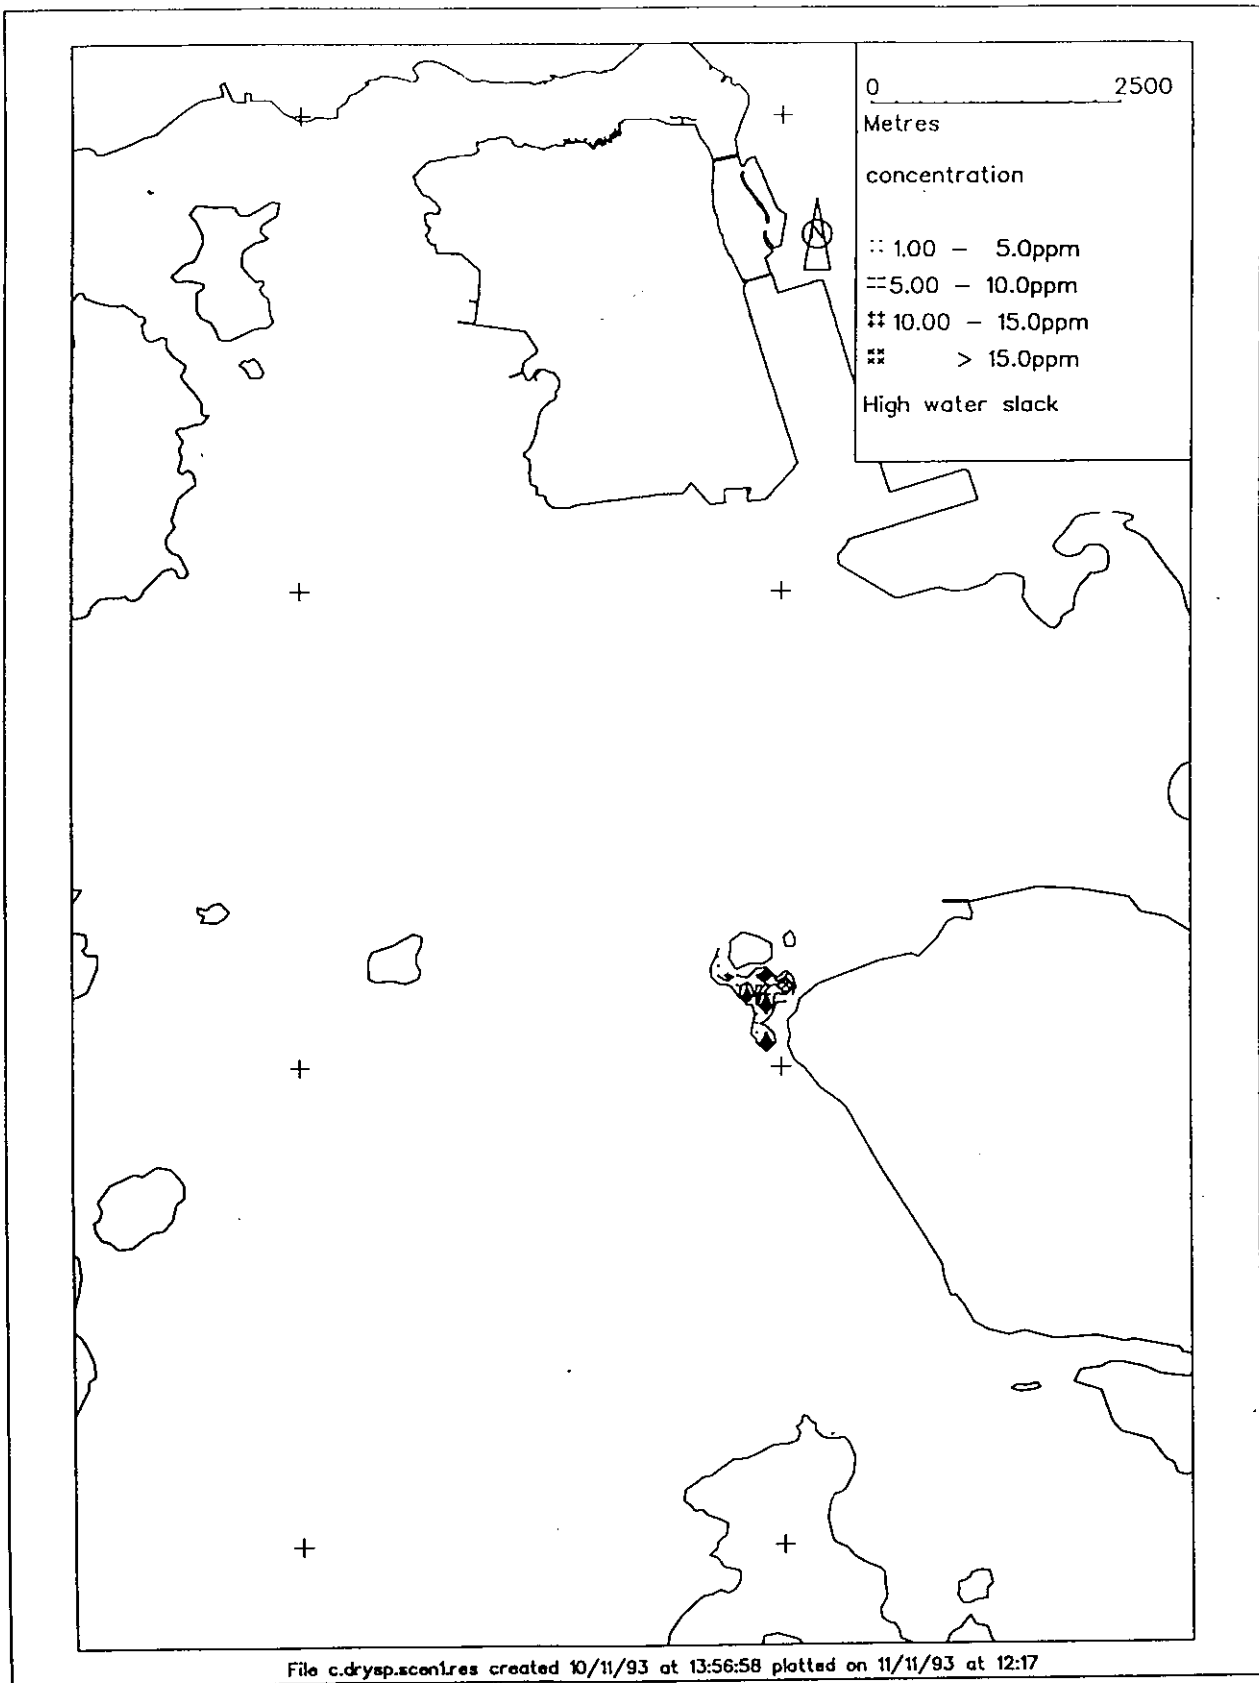 0 2500
Metres
concentration
1.00 – 5.0ppm
5.00 – 10.0ppm
10.00 – 15.0ppm
> 15.0ppm
High water slack
N
File c.drysp.scen1.res created 10/11/93 at 13:56:58 plotted on 11/11/93 at 12:17